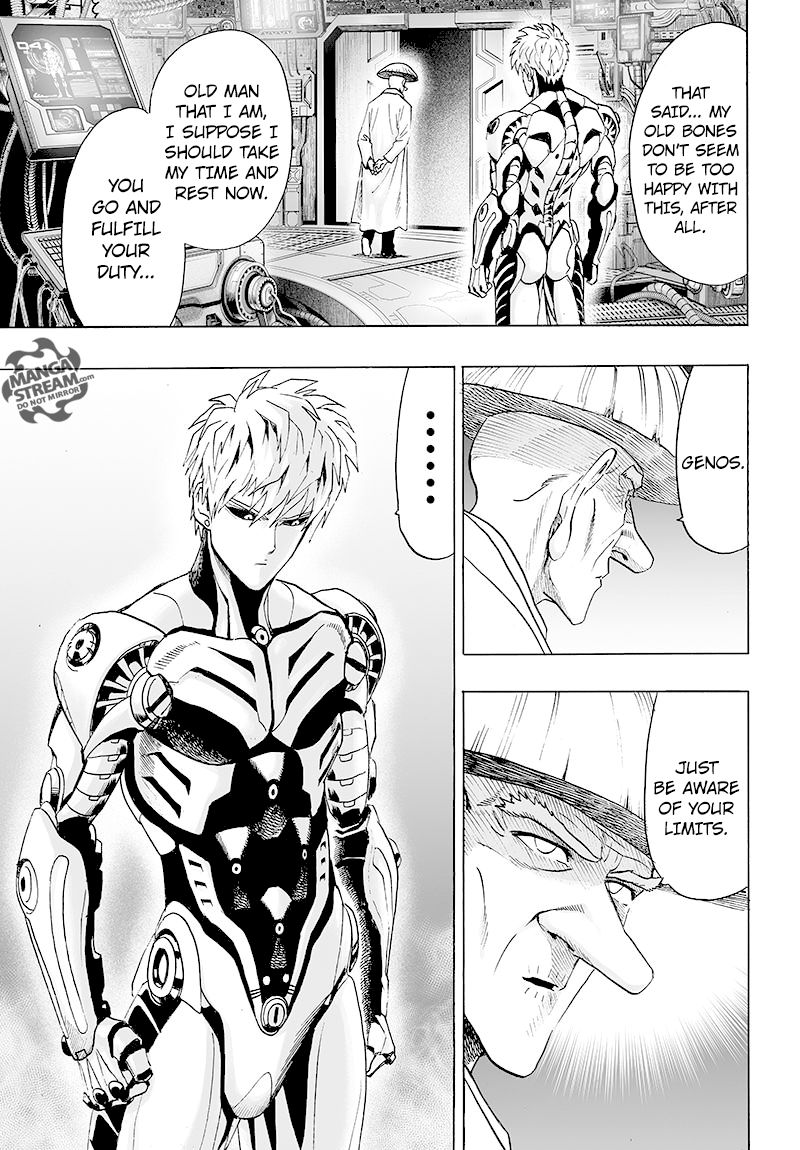 THAT
SAID... MY
OLD BONES
DON'T SEEM
TO BE TOO
HAPPY WITH
THIS, AFTER
ALL.
OLD MAN
THAT I AM,
I SUPPOSE I
SHOULD TAKE
MY TIME AND
REST NOW.
YOU
GO AND
FULFILL
YOUR
DUTY...
04
GENOS.
......
JUST
BE AWARE
OF YOUR
LIMITS.
MANGA
STREAM.com
DO NOT MIRROR